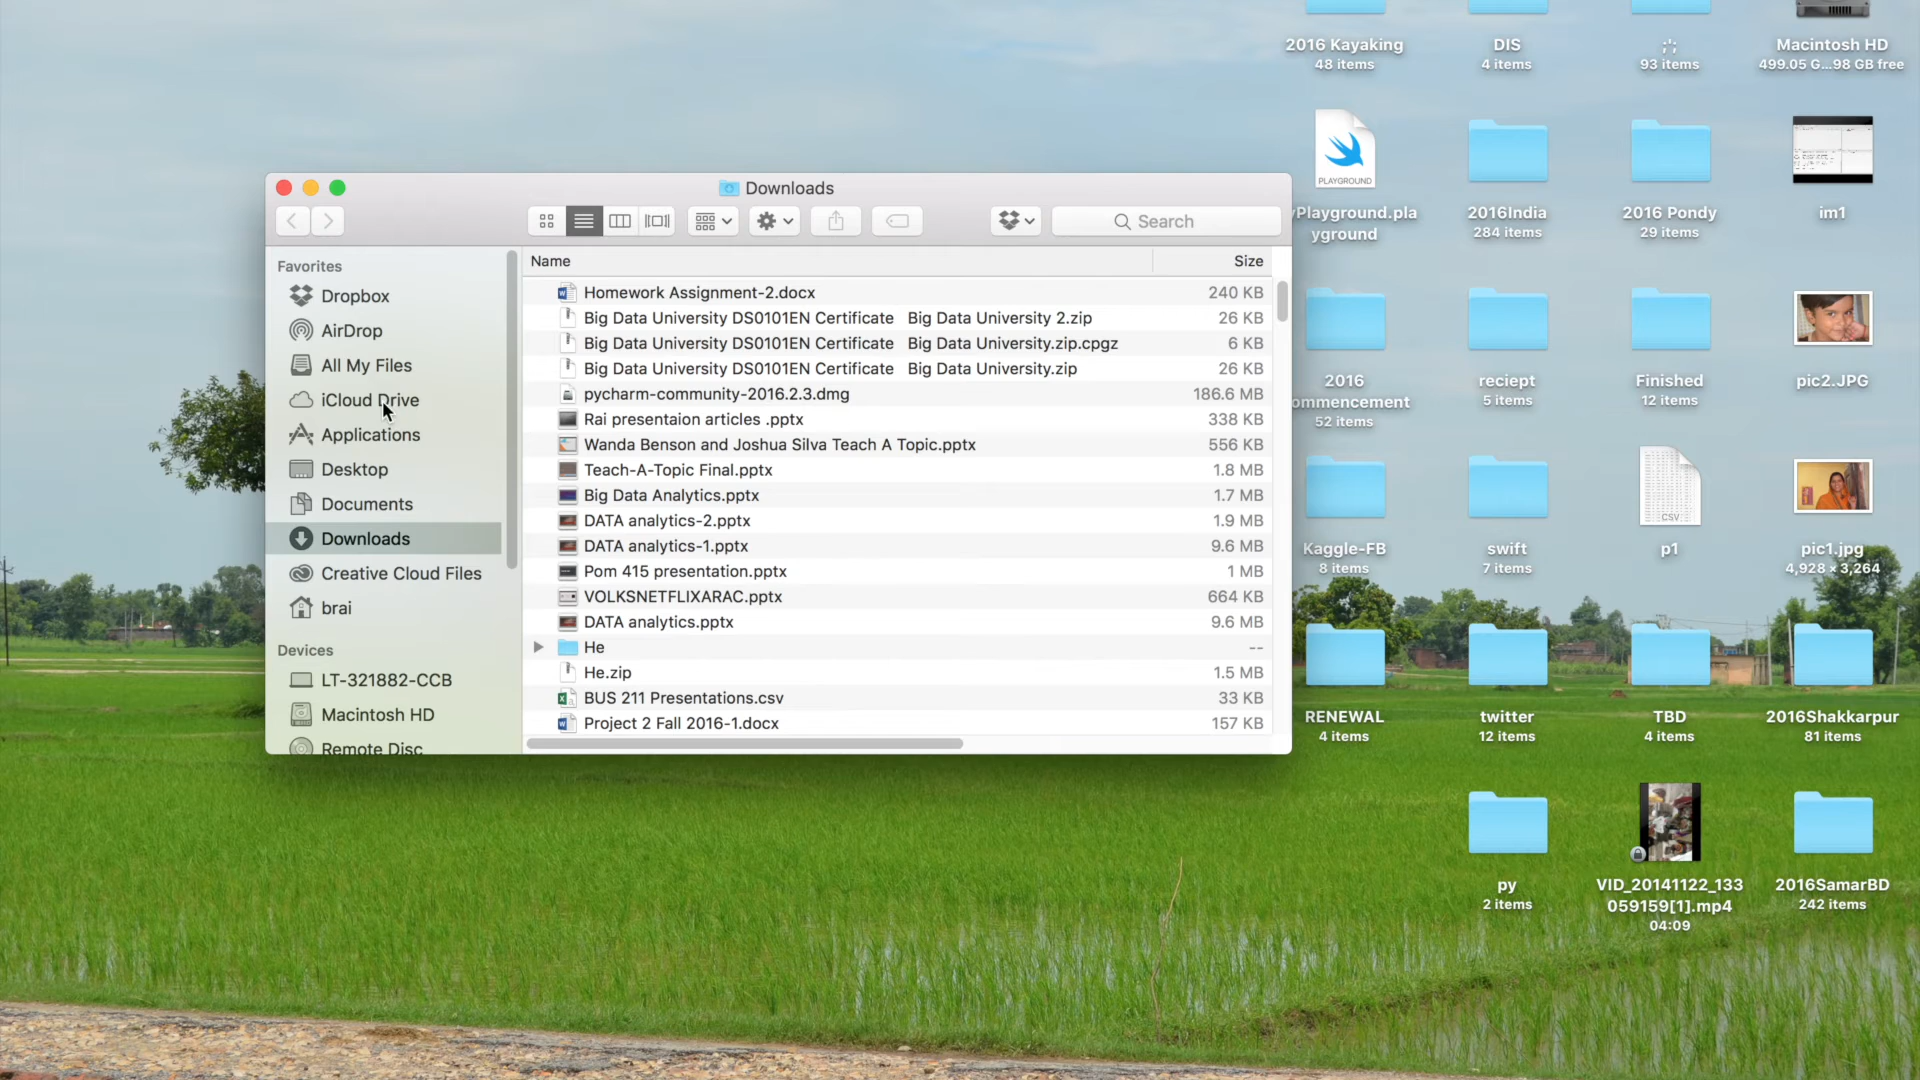 2016 Kayaking
48 items
DIS
4 items
93 items
Macintosh HD
499.05 G...98 GB free
PLAYGROUND
yPlayground.pla
yground
2016India
284 items
2016 Pondy
29 items
im1
2016
ommencement
52 items
reciept
5 items
Finished
12 items
pic2.JPG
Kaggle-FB
8 items
swift
7 items
CSV
p1
pic1.jpg
4,928 × 3,264
RENEWAL
4 items
twitter
12 items
TBD
4 items
2016Shakkarpur
81 items
py
2 items
VID_20141122_133
059159[1].mp4
04:09
2016SamarBD
242 items
Downloads
Search
Favorites
Dropbox
AirDrop
All My Files
iCloud Drive
Applications
Desktop
Documents
Downloads
Creative Cloud Files
brai
Devices
LT-321882-CCB
Macintosh HD
Remote Disc
Name Size
Homework Assignment-2.docx 240 KB
Big Data University DS0101EN Certificate Big Data University 2.zip 26 KB
Big Data University DS0101EN Certificate Big Data University.zip.cpgz 6 KB
Big Data University DS0101EN Certificate Big Data University.zip 26 KB
pycharm-community-2016.2.3.dmg 186.6 MB
Rai presentaion articles .pptx 338 KB
Wanda Benson and Joshua Silva Teach A Topic.pptx 556 KB
Teach-A-Topic Final.pptx 1.8 MB
Big Data Analytics.pptx 1.7 MB
DATA analytics-2.pptx 1.9 MB
DATA analytics-1.pptx 9.6 MB
Pom 415 presentation.pptx 1 MB
VOLKSNETFLIXARAC.pptx 664 KB
DATA analytics.pptx 9.6 MB
He --
He.zip 1.5 MB
BUS 211 Presentations.csv 33 KB
Project 2 Fall 2016-1.docx 157 KB